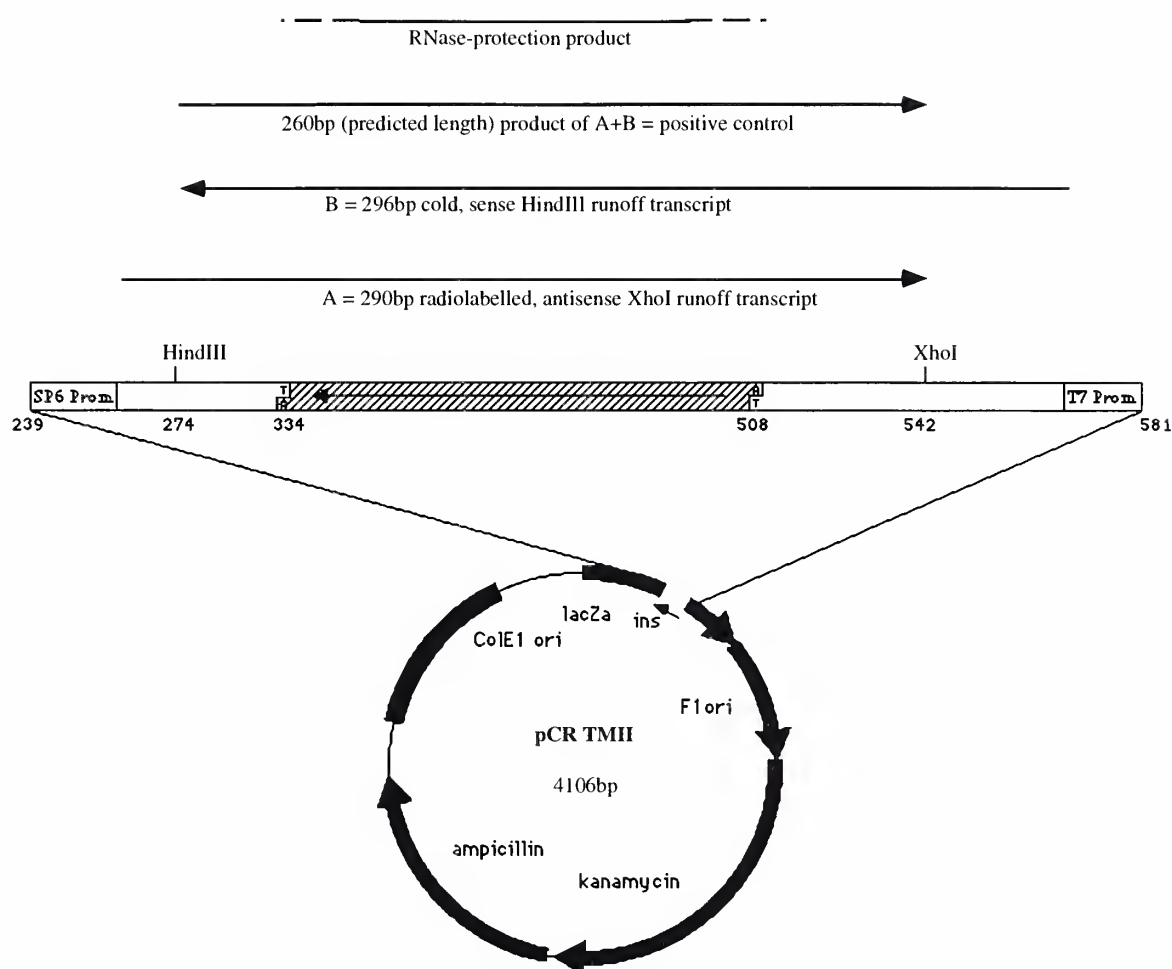 RNase-protection product
260bp (predicted length) product of A+B = positive control
B = 296bp cold, sense HindIII runoff transcript
A = 290bp radiolabelled, antisense XhoI runoff transcript
HindIII XhoI
SP6 Prom T A A T T7 Prom
239 274 334 508 542 581
lacZa ins
ColE1 ori
F1ori
pCR TMII
4106bp
ampicillin
kanamycin